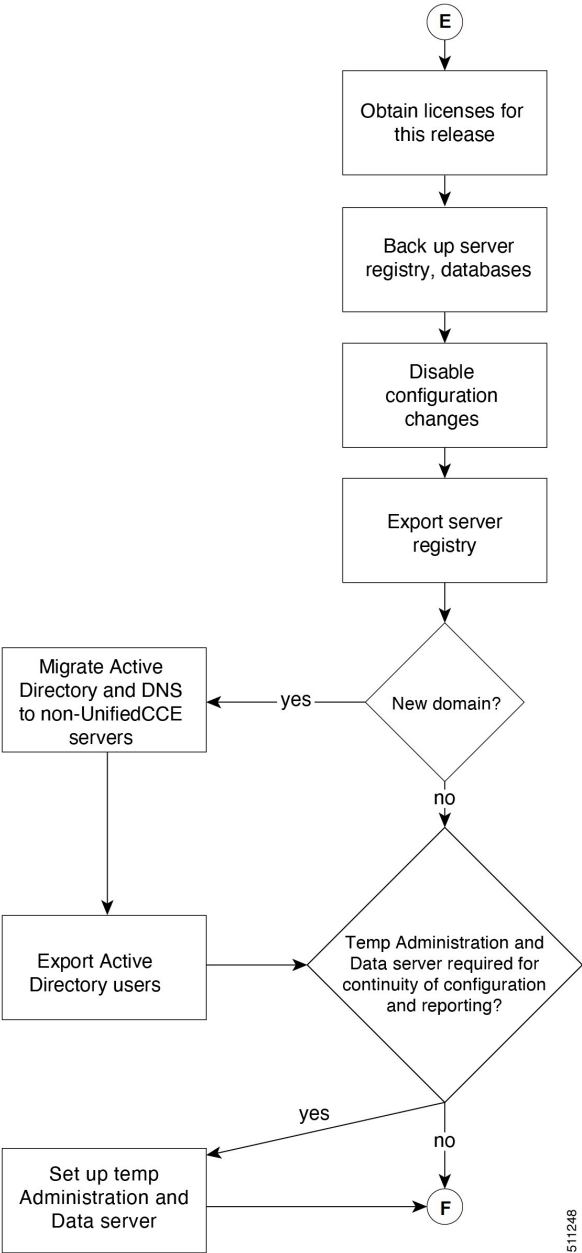 E
Obtain licenses for
this release
Back up server
registry, databases
Disable
configuration
changes
Export server
registry
New domain?
yes
Migrate Active
Directory and DNS
to non-UnifiedCCE
servers
no
Export Active
Directory users
Temp Administration and
Data server required for
continuity of configuration
and reporting?
yes
no
Set up temp
Administration and
Data server
F
511248